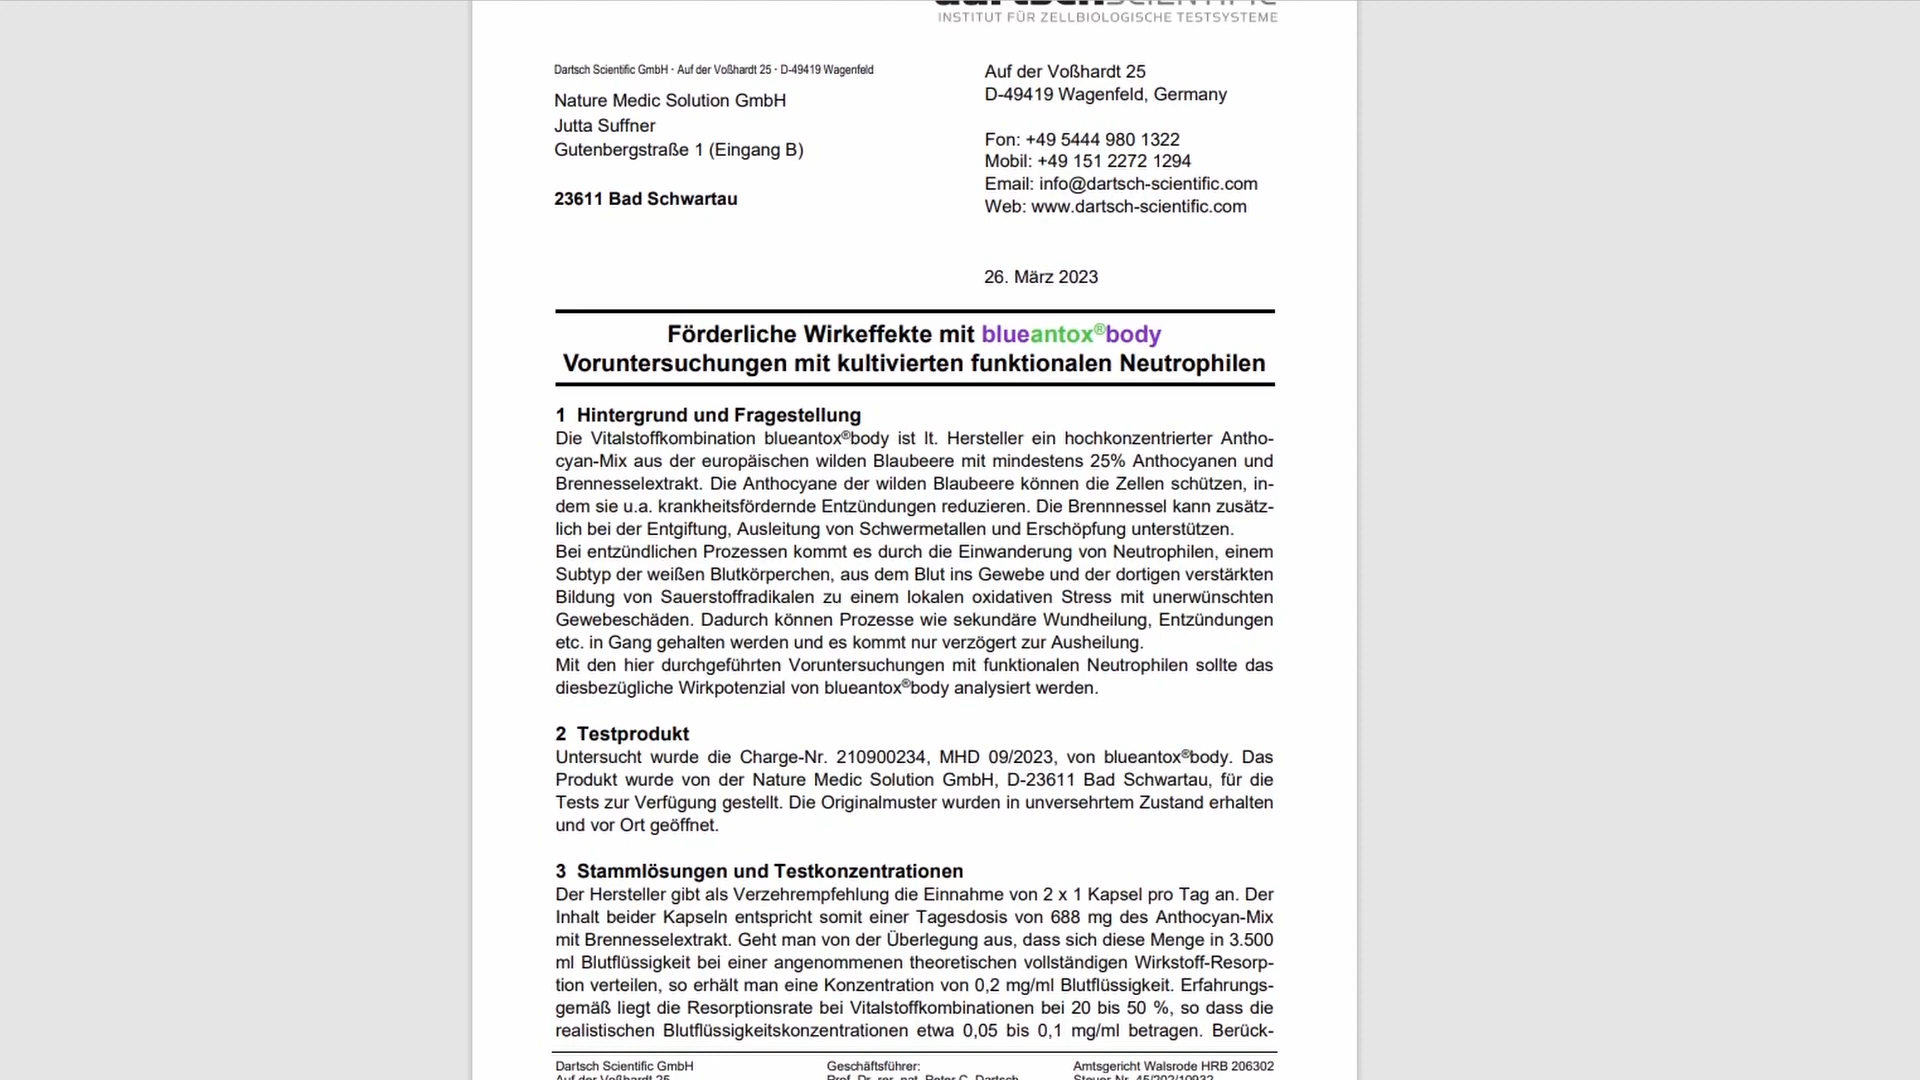 INSTITUT FÜR ZELLBIOLOGISCHE TESTSYSTEME
Dartsch Scientific GmbH · Auf der Voßhardt 25 · D-49419 Wagenfeld
Nature Medic Solution GmbH
Jutta Suffner
Gutenbergstraße 1 (Eingang B)
23611 Bad Schwartau
Auf der Voßhardt 25
D-49419 Wagenfeld, Germany
Fon: +49 5444 980 1322
Mobil: +49 151 2272 1294
Email: info@dartsch-scientific.com
Web: www.dartsch-scientific.com
26. März 2023
Förderliche Wirkeffekte mit blueantox®body
Voruntersuchungen mit kultivierten funktionalen Neutrophilen
1 Hintergrund und Fragestellung
Die Vitalstoffkombination blueantox®body ist lt. Hersteller ein hochkonzentrierter Antho-
cyan-Mix aus der europäischen wilden Blaubeere mit mindestens 25% Anthocyanen und
Brennesselextrakt. Die Anthocyane der wilden Blaubeere können die Zellen schützen, in-
dem sie u.a. krankheitsfördernde Entzündungen reduzieren. Die Brennnessel kann zusätz-
lich bei der Entgiftung, Ausleitung von Schwermetallen und Erschöpfung unterstützen.
Bei entzündlichen Prozessen kommt es durch die Einwanderung von Neutrophilen, einem
Subtyp der weißen Blutkörperchen, aus dem Blut ins Gewebe und der dortigen verstärkten
Bildung von Sauerstoffradikalen zu einem lokalen oxidativen Stress mit unerwünschten
Gewebeschäden. Dadurch können Prozesse wie sekundäre Wundheilung, Entzündungen
etc. in Gang gehalten werden und es kommt nur verzögert zur Ausheilung.
Mit den hier durchgeführten Voruntersuchungen mit funktionalen Neutrophilen sollte das
diesbezügliche Wirkpotenzial von blueantox®body analysiert werden.
2 Testprodukt
Untersucht wurde die Charge-Nr. 210900234, MHD 09/2023, von blueantox®body. Das
Produkt wurde von der Nature Medic Solution GmbH, D-23611 Bad Schwartau, für die
Tests zur Verfügung gestellt. Die Originalmuster wurden in unversehrtem Zustand erhalten
und vor Ort geöffnet.
3 Stammlösungen und Testkonzentrationen
Der Hersteller gibt als Verzehrempfehlung die Einnahme von 2 x 1 Kapsel pro Tag an. Der
Inhalt beider Kapseln entspricht somit einer Tagesdosis von 688 mg des Anthocyan-Mix
mit Brennesselextrakt. Geht man von der Überlegung aus, dass sich diese Menge in 3.500
ml Blutflüssigkeit bei einer angenommenen theoretischen vollständigen Wirkstoff-Resorp-
tion verteilen, so erhält man eine Konzentration von 0,2 mg/ml Blutflüssigkeit. Erfahrungs-
gemäß liegt die Resorptionsrate bei Vitalstoffkombinationen bei 20 bis 50 %, so dass die
realistischen Blutflüssigkeitskonzentrationen etwa 0,05 bis 0,1 mg/ml betragen. Berück-
Dartsch Scientific GmbH
Auf der Voßhardt 25
Geschäftsführer:
Prof. Dr. rer. nat. Peter C. Dartsch
Amtsgericht Walsrode HRB 206302
Steuer Nr. 45/202/10932